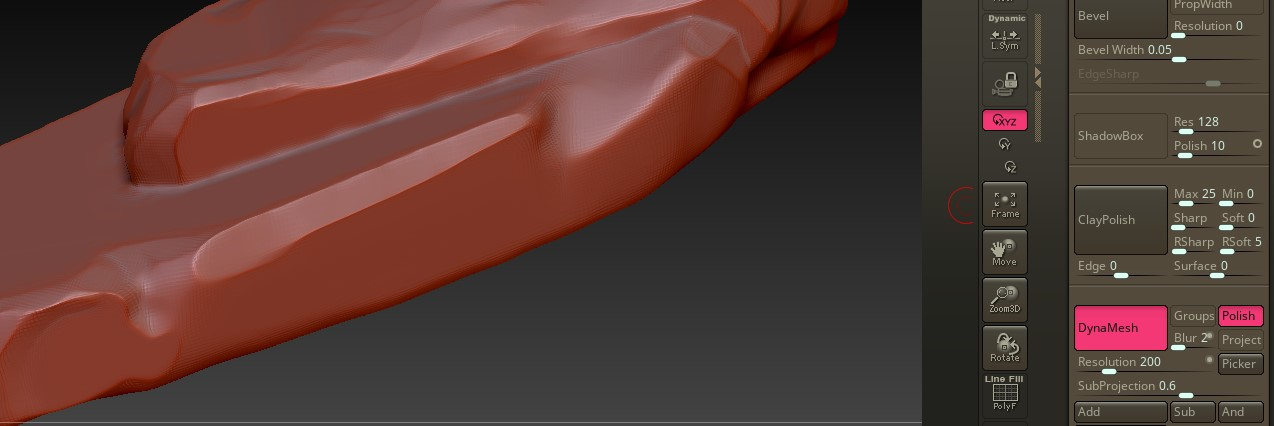 Dynamic
L.Sym
XYZ
Y
Z
Frame
Move
Zoom3D
Rotate
Line Fill
PolyF
Bevel
PropWidth
Resolution 0
Bevel Width 0.05
EdgeSharp
ShadowBox
Res 128
Polish 10
ClayPolish
Max 25 Min 0
Sharp Soft 0
RSharp RSoft 5
Edge 0 Surface 0
DynaMesh
Groups Polish
Blur 2 Project
Resolution 200 Picker
SubProjection 0.6
Add Sub And